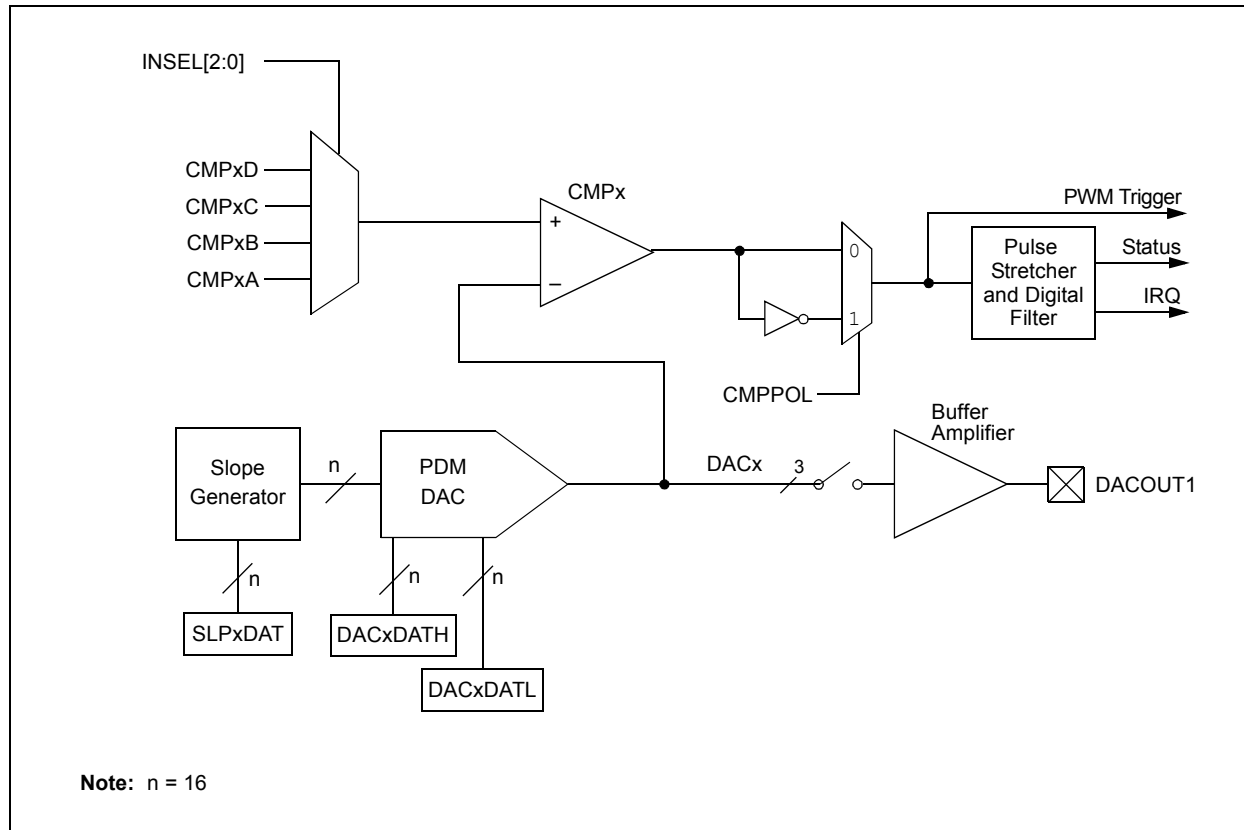 INSEL[2:0]
CMPxD
CMPxC
CMPxB
CMPxA
CMPx
+
–
0
1
CMPPOL
PWM Trigger
Pulse
Stretcher
and Digital
Filter
Status
IRQ
Slope
Generator
n
PDM
DAC
DACx
3
Buffer
Amplifier
DACOUT1
n
n
n
SLPxDAT
DACxDATH
DACxDATL
Note: n = 16